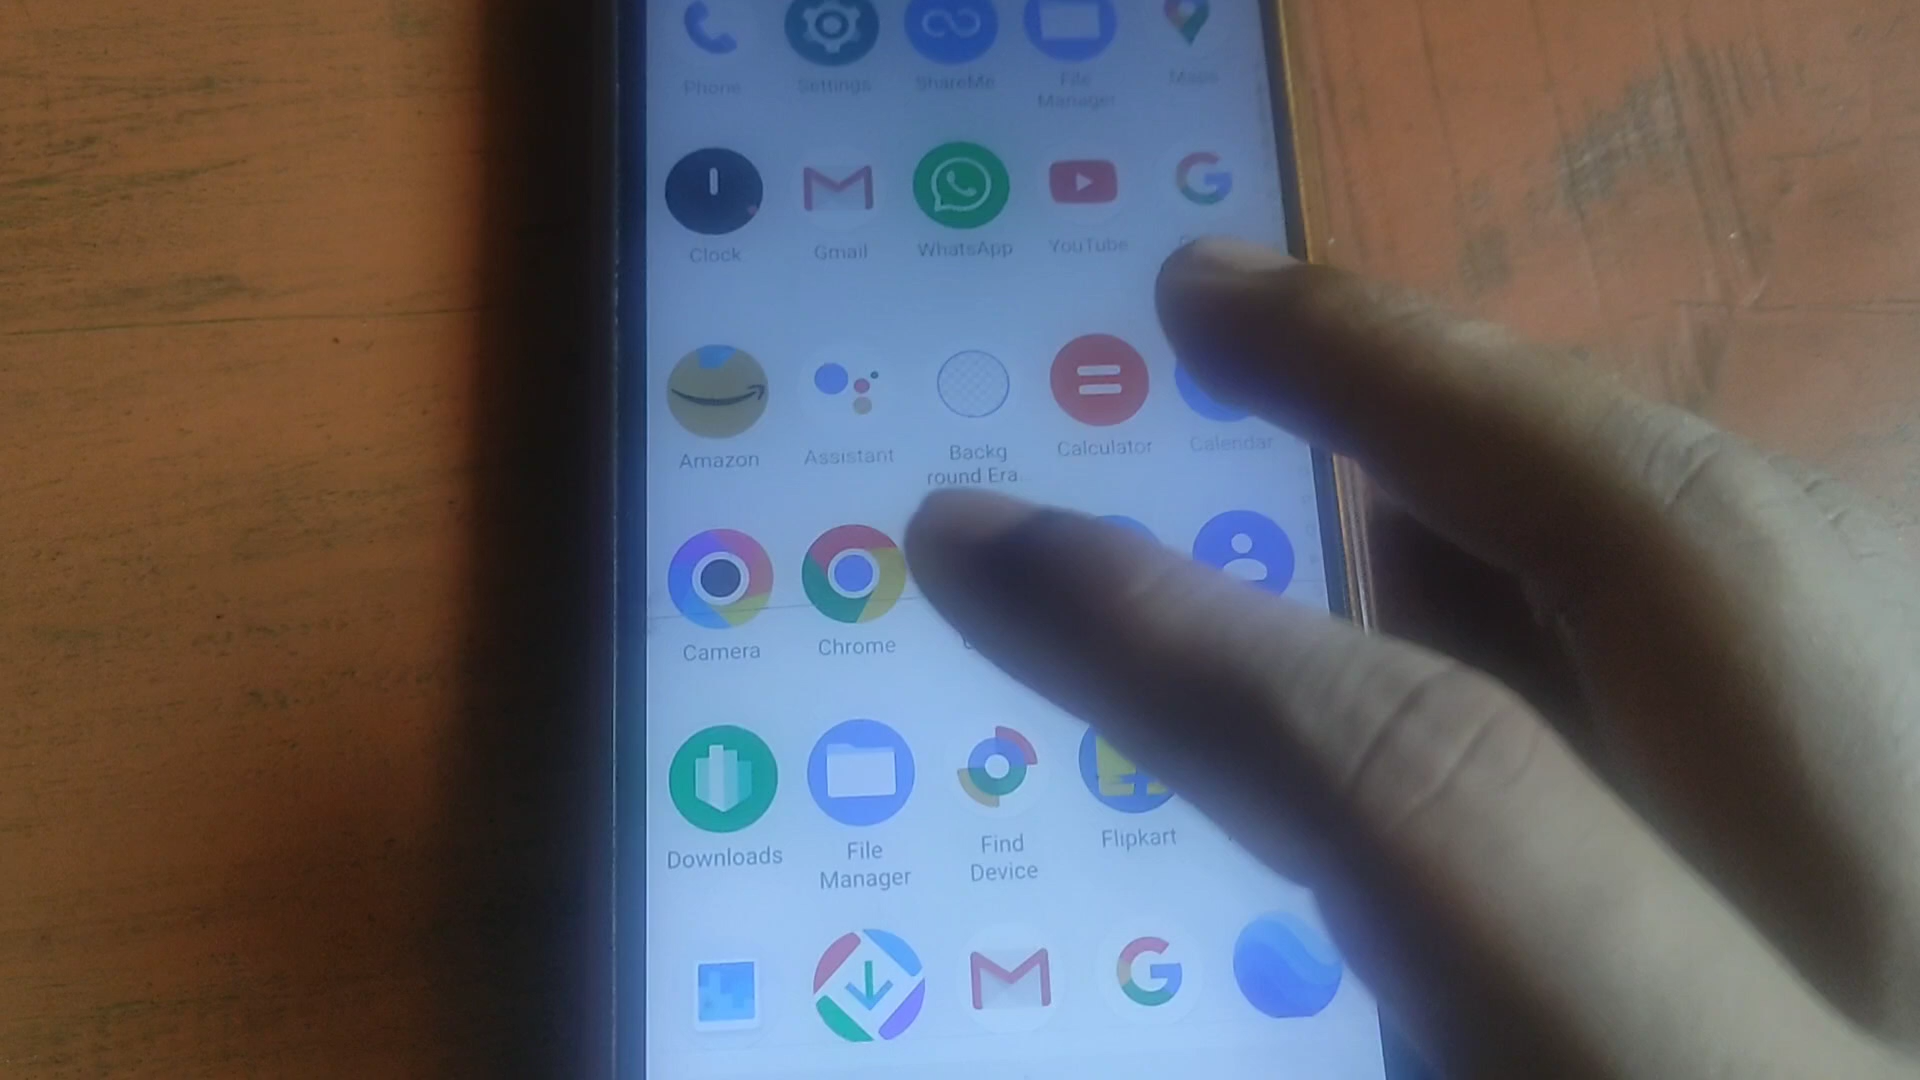 Phone
Settings
ShareMe
File
Manager
Maps
Clock
Gmail
WhatsApp
YouTube
Amazon
Assistant
Backg
round Era
Calculator
Calendar
Camera
Chrome
Downloads
File
Manager
Find
Device
Flipkart